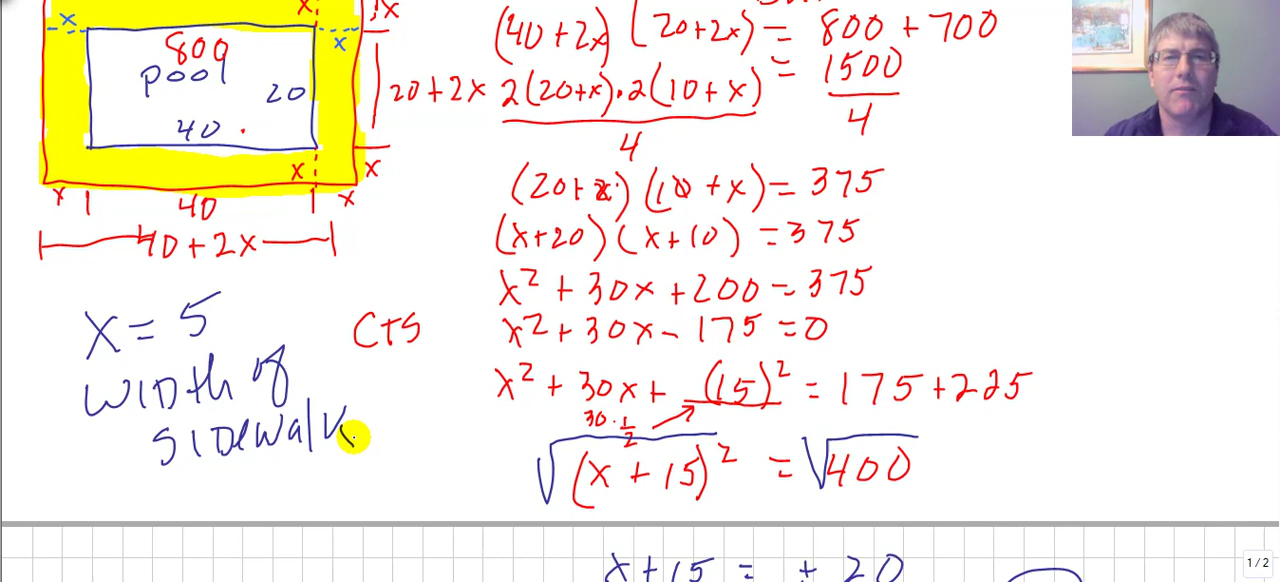 x
x
x
x
x
800
pool
20
40
20+2x
x
x
x
40
x
40+2x
(40+2x)(20+2x) = 800+700
2(20+x)·2(10+x) = 1500
4
4
(20+x)(10+x)=375
(x+20)(x+10)=375
x²+30x+200=375
CTS
x²+30x-175=0
x²+30x+(15)²=175+225
30·1/2
√(x+15)² = √400
x+15 = ± 20
x=5
WIDth of
SIDewalk
1/2